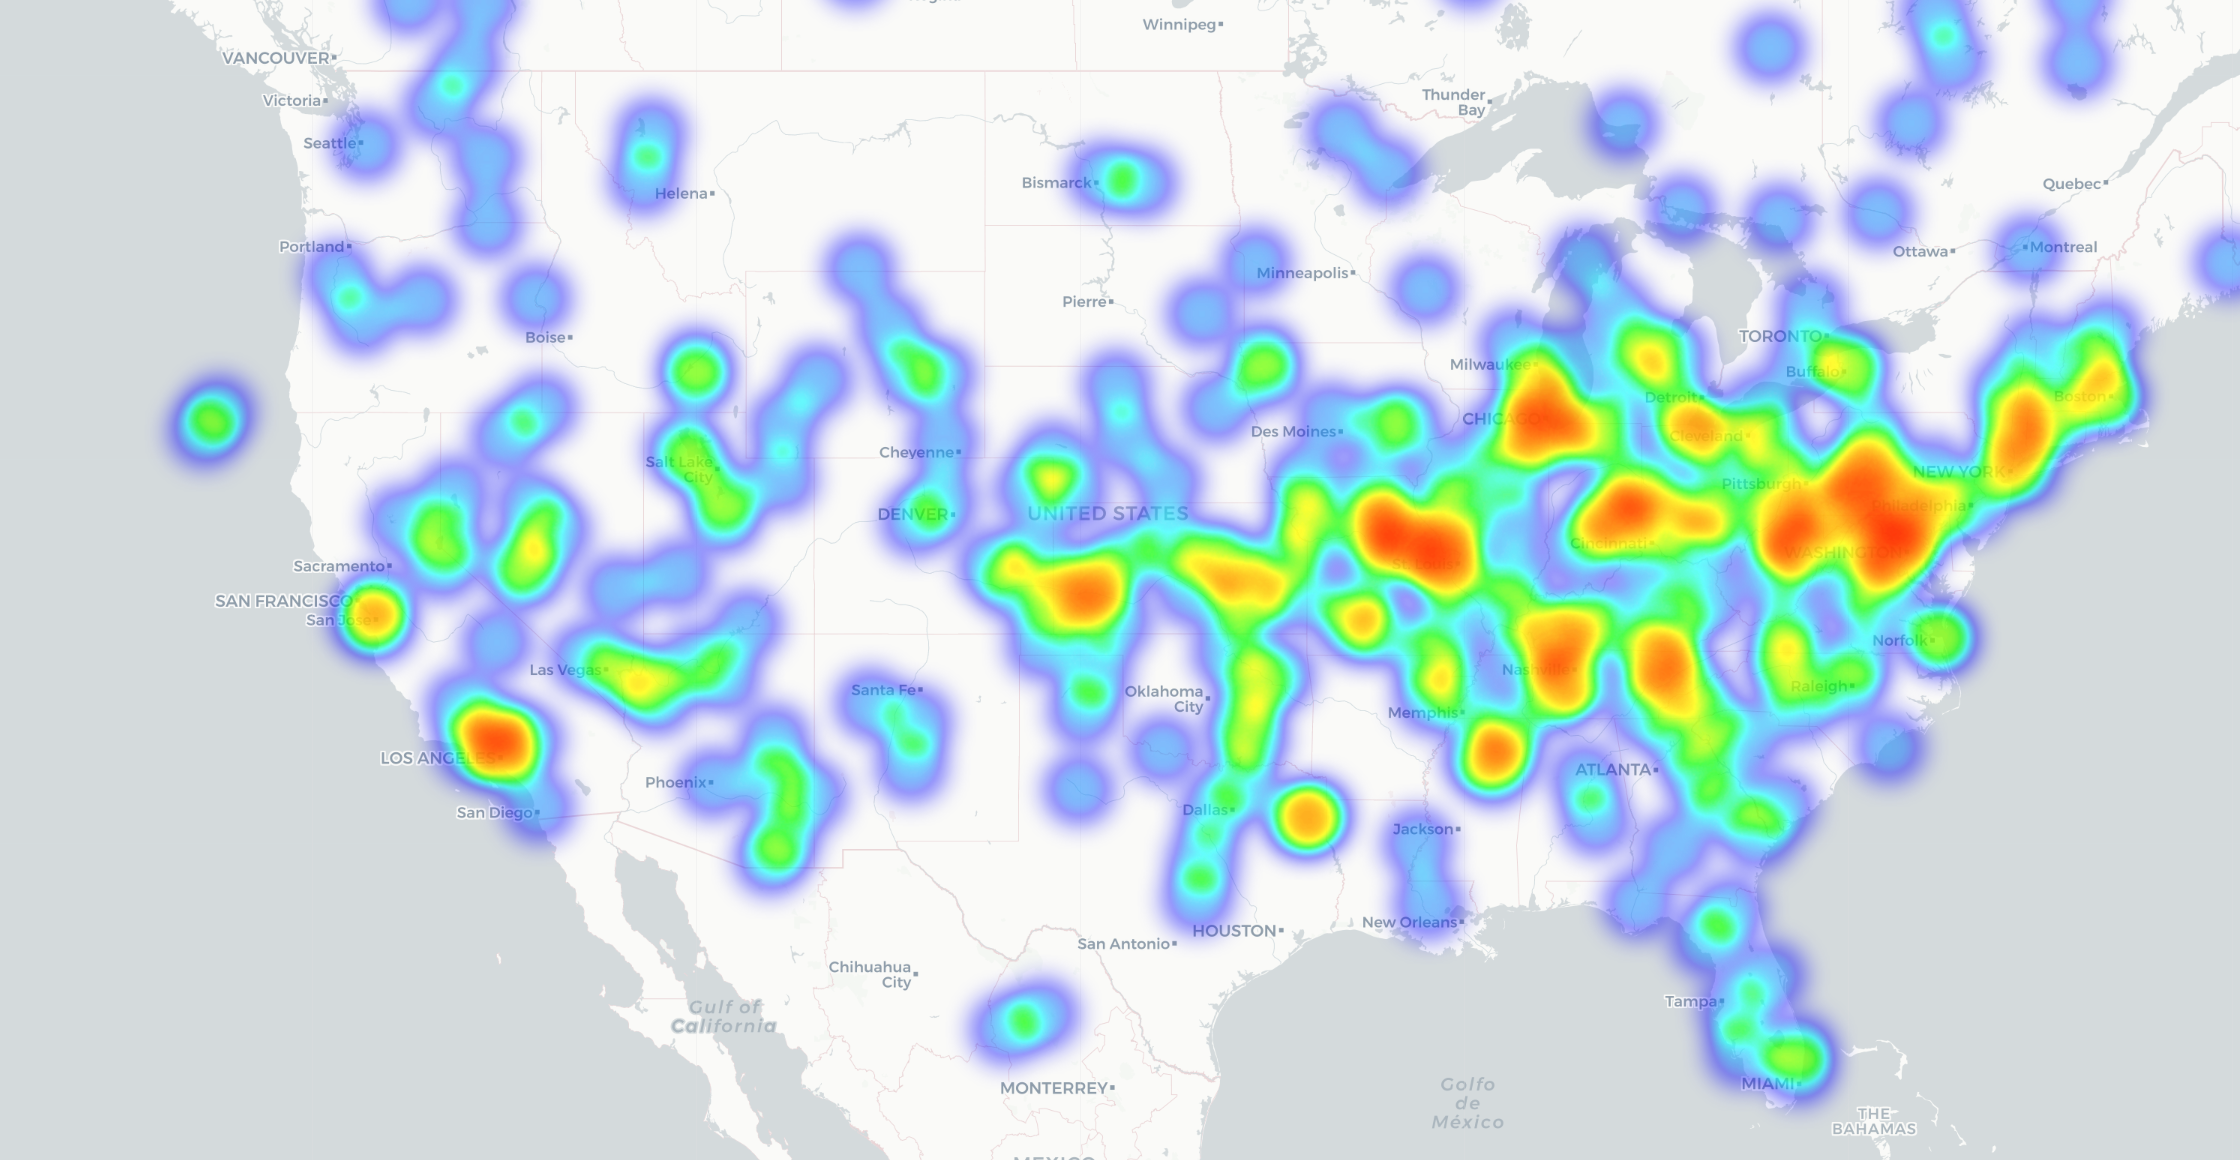 Winnipeg
VANCOUVER
Thunder
Bay
Victoria
Seattle
Bismarck
Quebec
Helena
Portland
Ottawa
Montreal
Minneapolis
Pierre
Boise
TORONTO
Milwaukee
Buffalo
Detroit
Boston
CHICAGO
Des Moines
Cleveland
Cheyenne
Salt Lake
City
NEW YORK
Pittsburgh
Philadelphia
DENVER
UNITED STATES
Cincinnati
WASHINGTON
St. Louis
Sacramento
SAN FRANCISCO
San Jose
Norfolk
Las Vegas
Nashville
Santa Fe
Oklahoma
City
Raleigh
Memphis
LOS ANGELES
ATLANTA
Phoenix
San Diego
Dallas
Jackson
New Orleans
HOUSTON
San Antonio
Chihuahua
City
Gulf of
California
Tampa
MONTERREY
MIAMI
Golfo
de
México
THE
BAHAMAS